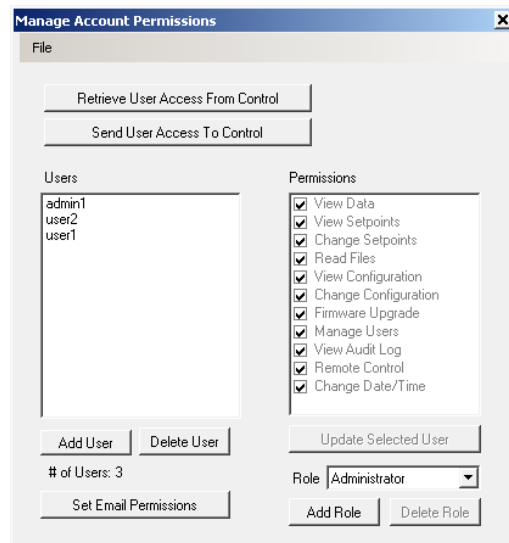 Manage Account Permissions
File
Retrieve User Access From Control
Send User Access To Control
Users
admin1
user2
user1
Add User
Delete User
# of Users: 3
Set Email Permissions
Permissions
View Data
View Setpoints
Change Setpoints
Read Files
View Configuration
Change Configuration
Firmware Upgrade
Manage Users
View Audit Log
Remote Control
Change Date/Time
Update Selected User
Role Administrator
Add Role
Delete Role